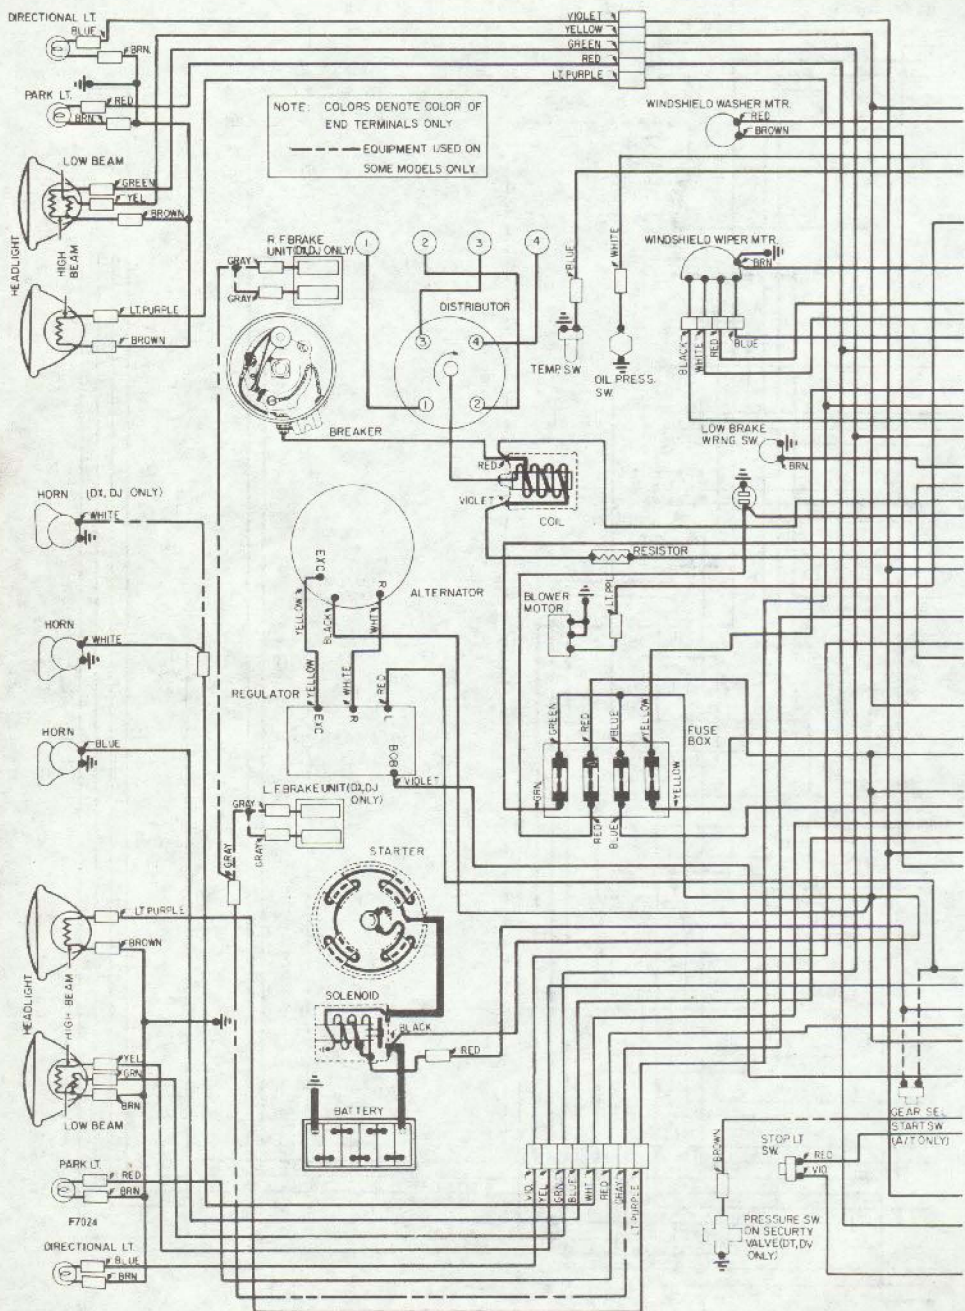 DIRECTIONAL LT.
BLUE
BRN.
PARK LT.
RED
BRN.
VIOLET
YELLOW
GREEN
RED
LT.PURPLE
NOTE: COLORS DENOTE COLOR OF
END TERMINALS ONLY
EQUIPMENT USED ON
SOME MODELS ONLY
WINDSHIELD WASHER MTR.
RED
BROWN
LOW BEAM
GREEN
YEL
BROWN
HEADLIGHT
HIGH
BEAM
LT.PURPLE
BROWN
R.F BRAKE
UNIT(DX,DJ ONLY)
GRAY
GRAY
1
2
3
4
DISTRIBUTOR
3
4
1
2
BREAKER
BLUE
WHITE
TEMP. SW
OIL PRESS.
SW.
WINDSHIELD WIPER MTR.
BRN.
BLACK
WHITE
RED
BLUE
LOW BRAKE
WRNG. SW.
BRN.
RED
VIOLET
COIL
RESISTOR
HORN
(DX, DJ ONLY)
WHITE
HORN
WHITE
HORN
BLUE
EXC.
R
ALTERNATOR
YELLOW
BLACK
WHT.
YELLOW
WHITE
RED
REGULATOR
EXC
R
L
BCB
VIOLET
BLOWER
MOTOR
LT.PPL
GREEN
RED
BLUE
YELLOW
FUSE
BOX
GRN.
RED
BLUE
YELLOW
L.F.BRAKE UNIT(DX,DJ
ONLY)
GRAY
GRAY
GRAY
STARTER
LT.PURPLE
BROWN
HEADLIGHT
HIGH BEAM
YEL
GRN.
BRN
LOW BEAM
SOLENOID
BLACK
RED
BATTERY
PARK LT.
RED
BRN.
F7024
DIRECTIONAL LT.
BLUE
BRN.
VIO.
YEL
GRN.
BLUE
WHT.
RED
GRAY
LT.PURPLE
GEAR SEL
START SW.
(A/T ONLY)
STOP LT
SW.
RED
VIO.
BROWN
PRESSURE SW.
ON SECURTY
VALVE(DT,DV
ONLY)